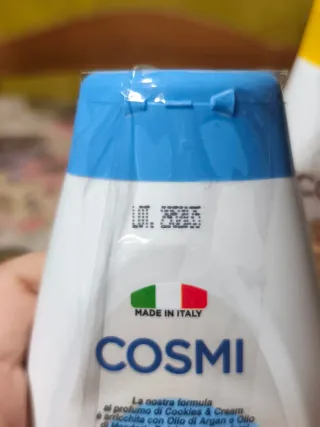 LOT.
MADE IN ITALY
COSMI
La nostra formula
al profumo di Cookies & Cream
è arricchita con Olio di Argan e Olio
di